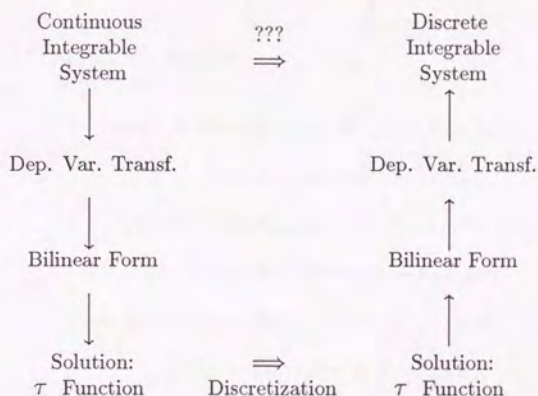 Continuous
Integrable
System
???
⟹
Discrete
Integrable
System
Dep. Var. Transf.
Dep. Var. Transf.
Bilinear Form
Bilinear Form
Solution:
τ Function
⟹
Discretization
Solution:
τ Function